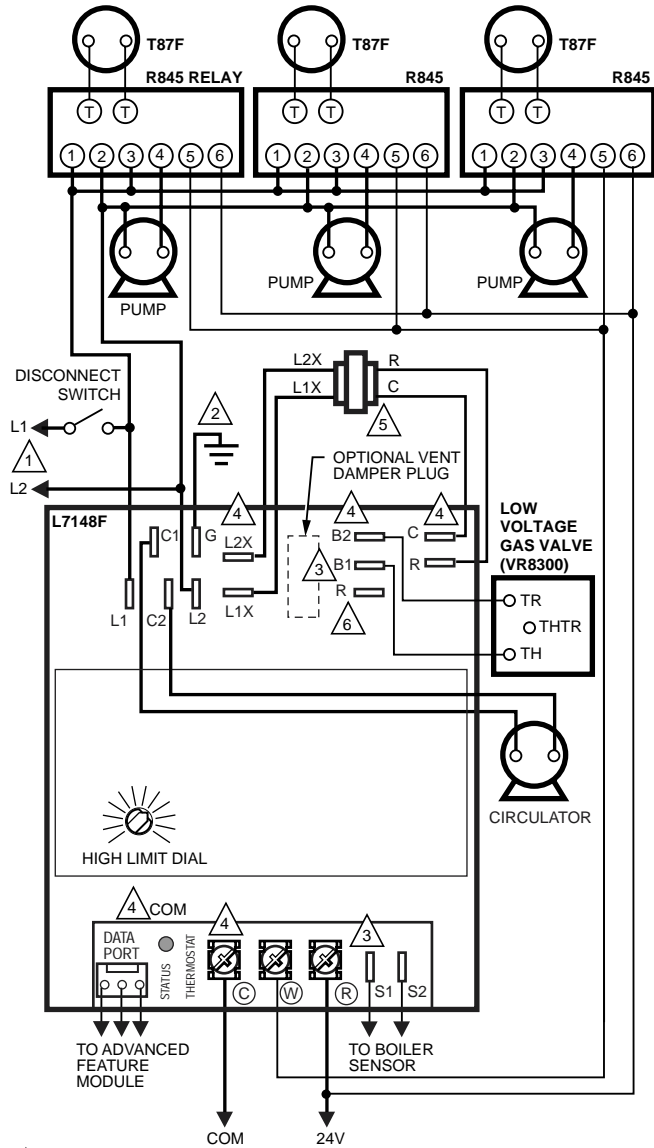 T87F T87F T87F
R845 RELAY R845 R845
T T T T T T
1 2 3 4 5 6 1 2 3 4 5 6 1 2 3 4 5 6
PUMP PUMP PUMP
DISCONNECT
SWITCH
L1
1
L2
2
L2X R
L1X C
5
OPTIONAL VENT
DAMPER PLUG
L7148F
C1 G
4
L2X
L1 C2 L2 L1X
3
4
B2
B1
R
6
4
C
R
LOW
VOLTAGE
GAS VALVE
(VR8300)
TR
THTR
TH
CIRCULATOR
HIGH LIMIT DIAL
4 COM
DATA
PORT
STATUS
THERMOSTAT
4
C W R
3
S1 S2
TO ADVANCED
FEATURE
MODULE
TO BOILER
SENSOR
COM 24V